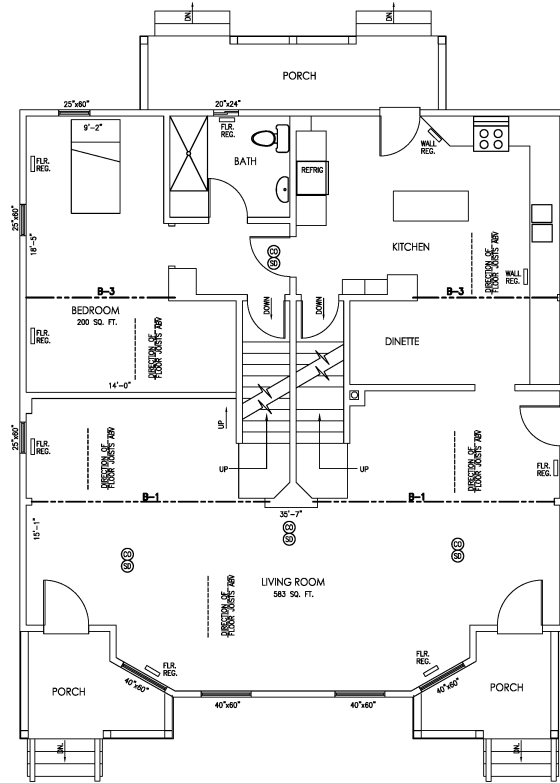 DN.
DN.
PORCH
25"x60"
20"x24"
9'-2"
FLR.
REG.
BATH
WALL
REG.
FLR.
REG.
REFRIG
25"x60"
18'-5"
KITCHEN
DIRECTION OF
FLOOR JOISTS ABV
WALL
REG.
CO
SD
B-3
B-3
DOWN
DOWN
BEDROOM
200 SQ. FT.
FLR.
REG.
DIRECTION OF
FLOOR JOISTS ABV
DINETTE
14'-0"
UP
25"x60"
FLR.
REG.
DIRECTION OF
FLOOR JOISTS ABV
DIRECTION OF
FLOOR JOISTS ABV
UP
UP
FLR.
REG.
B-1
B-1
35'-7"
15'-1"
CO
SD
CO
SD
CO
SD
LIVING ROOM
583 SQ. FT.
DIRECTION OF
FLOOR JOISTS ABV
FLR.
REG.
FLR.
REG.
PORCH
40"x60"
40"x60"
40"x60"
40"x60"
PORCH
DN.
DN.